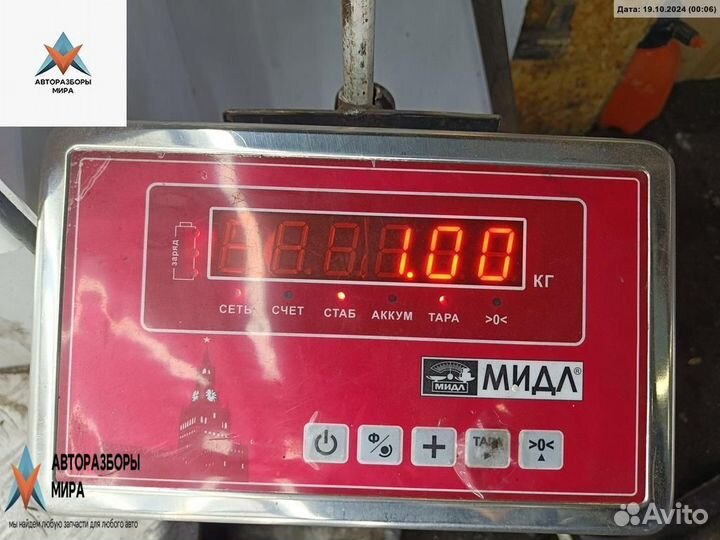 Дата: 19.10.2024 (00:06)
АВТОРАЗБОРЫ
МИРА
заряд
1.00
КГ
СЕТЬ СЧЕТ СТАБ АККУМ ТАРА >0<
МИДЛ МИДЛ®
Ф ТАРА >0<
АВТОРАЗБОРЫ
МИРА
мы найдем любую запчасти для любого авто
Avito